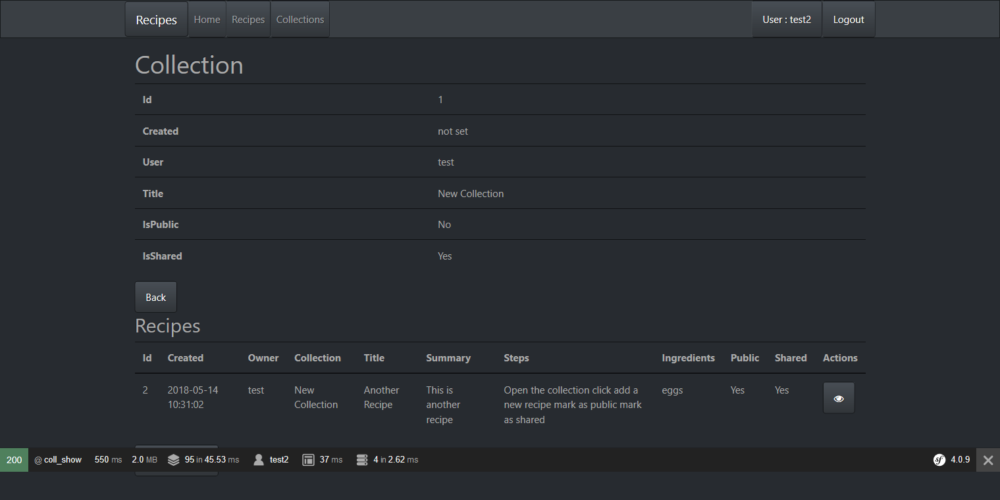 Recipes Home Recipes Collections User : test2 Logout
Collection
Id 1
Created not set
User test
Title New Collection
IsPublic No
IsShared Yes
Back
Recipes
Id Created Owner Collection Title Summary Steps Ingredients Public Shared Actions
2 2018-05-14 test New Another This is Open the collection click add a eggs Yes Yes
10:31:02 Collection Recipe another new recipe mark as public mark
recipe as shared
200 @ coll_show 550 ms 2.0 MB 95 in 45.53 ms test2 37 ms 4 in 2.62 ms sf 4.0.9